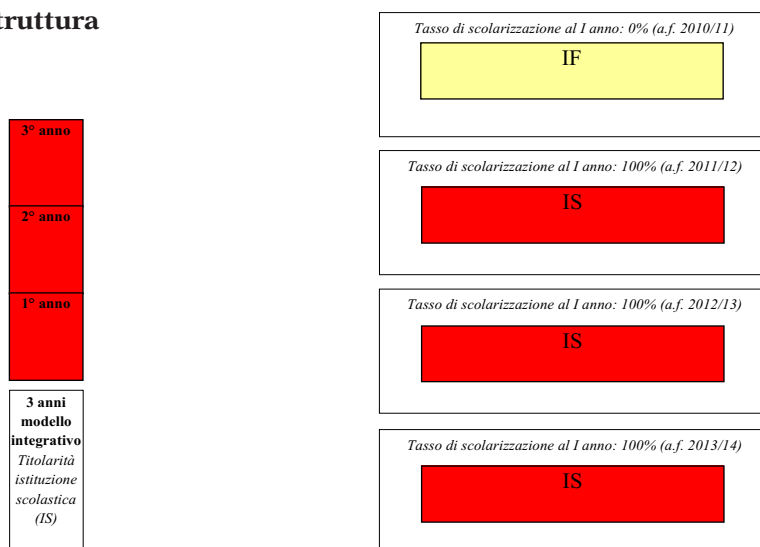 truttura
3° anno
2° anno
1° anno
3 anni
modello
integrativo
Titolarità
istituzione
scolastica
(IS)
Tasso di scolarizzazione al I anno: 0% (a.f. 2010/11)
IF
Tasso di scolarizzazione al I anno: 100% (a.f. 2011/12)
IS
Tasso di scolarizzazione al I anno: 100% (a.f. 2012/13)
IS
Tasso di scolarizzazione al I anno: 100% (a.f. 2013/14)
IS